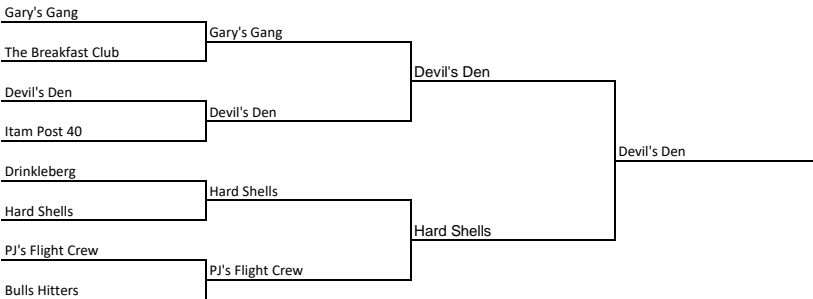 Gary's Gang
Gary's Gang
The Breakfast Club
Devil's Den
Devil's Den
Devil's Den
Itam Post 40
Devil's Den
Drinkleberg
Hard Shells
Hard Shells
Hard Shells
PJ's Flight Crew
PJ's Flight Crew
Bulls Hitters